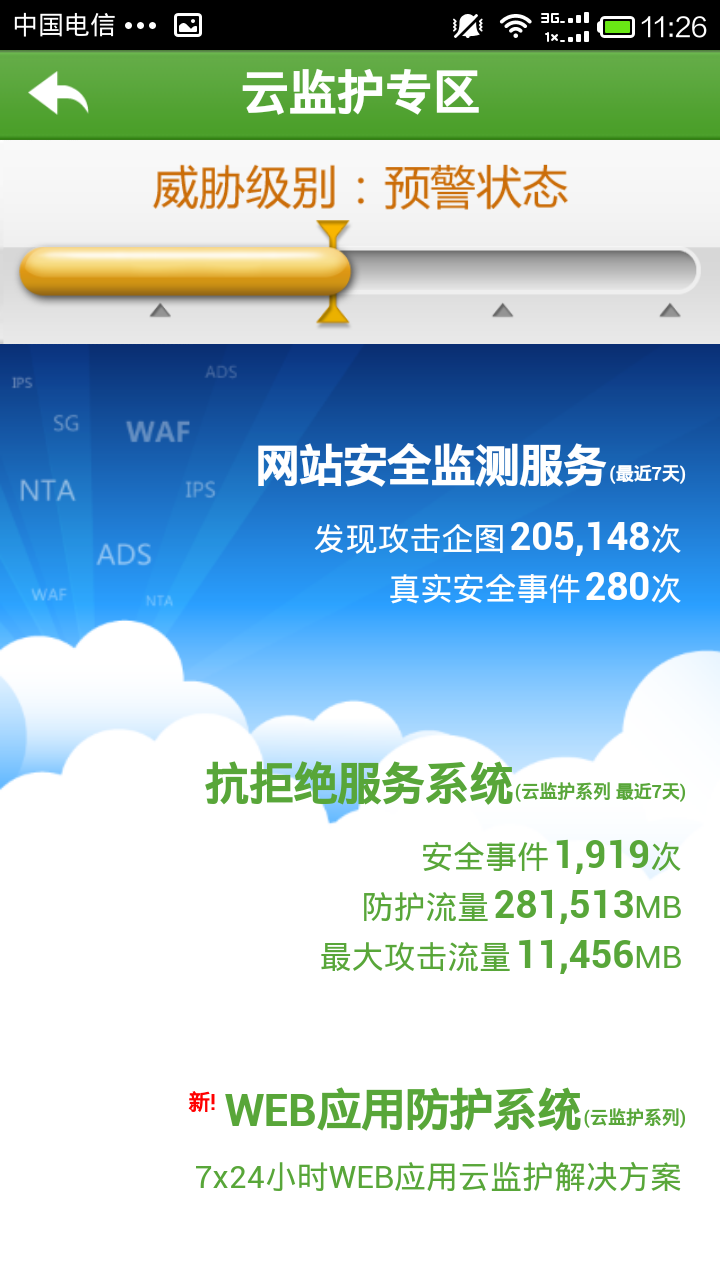 中国电信 ••• 3G 1x 11:26
云监护专区
威胁级别：预警状态
IPS ADS
SG WAF
NTA IPS
网站安全监测服务(最近7天)
发现攻击企图205,148次
ADS
真实安全事件280次
WAF NTA
抗拒绝服务系统(云监护系列 最近7天)
安全事件1,919次
防护流量281,513MB
最大攻击流量11,456MB
新! WEB应用防护系统(云监护系列)
7x24小时WEB应用云监护解决方案